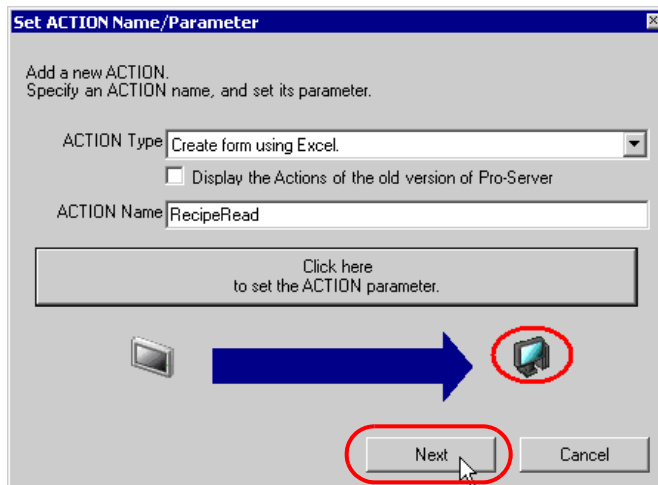 Set ACTION Name/Parameter
Add a new ACTION.
Specify an ACTION name, and set its parameter.
ACTION Type Create form using Excel.
Display the Actions of the old version of Pro-Server
ACTION Name RecipeRead
Click here
to set the ACTION parameter.
Next Cancel